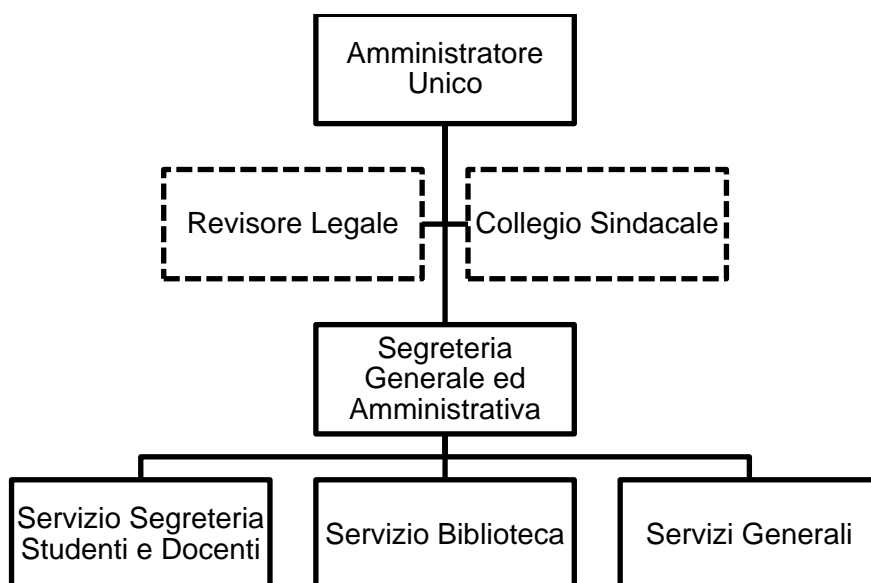 Amministratore
Unico
Revisore Legale
Collegio Sindacale
Segreteria
Generale ed
Amministrativa
Servizio Segreteria
Studenti e Docenti
Servizio Biblioteca
Servizi Generali